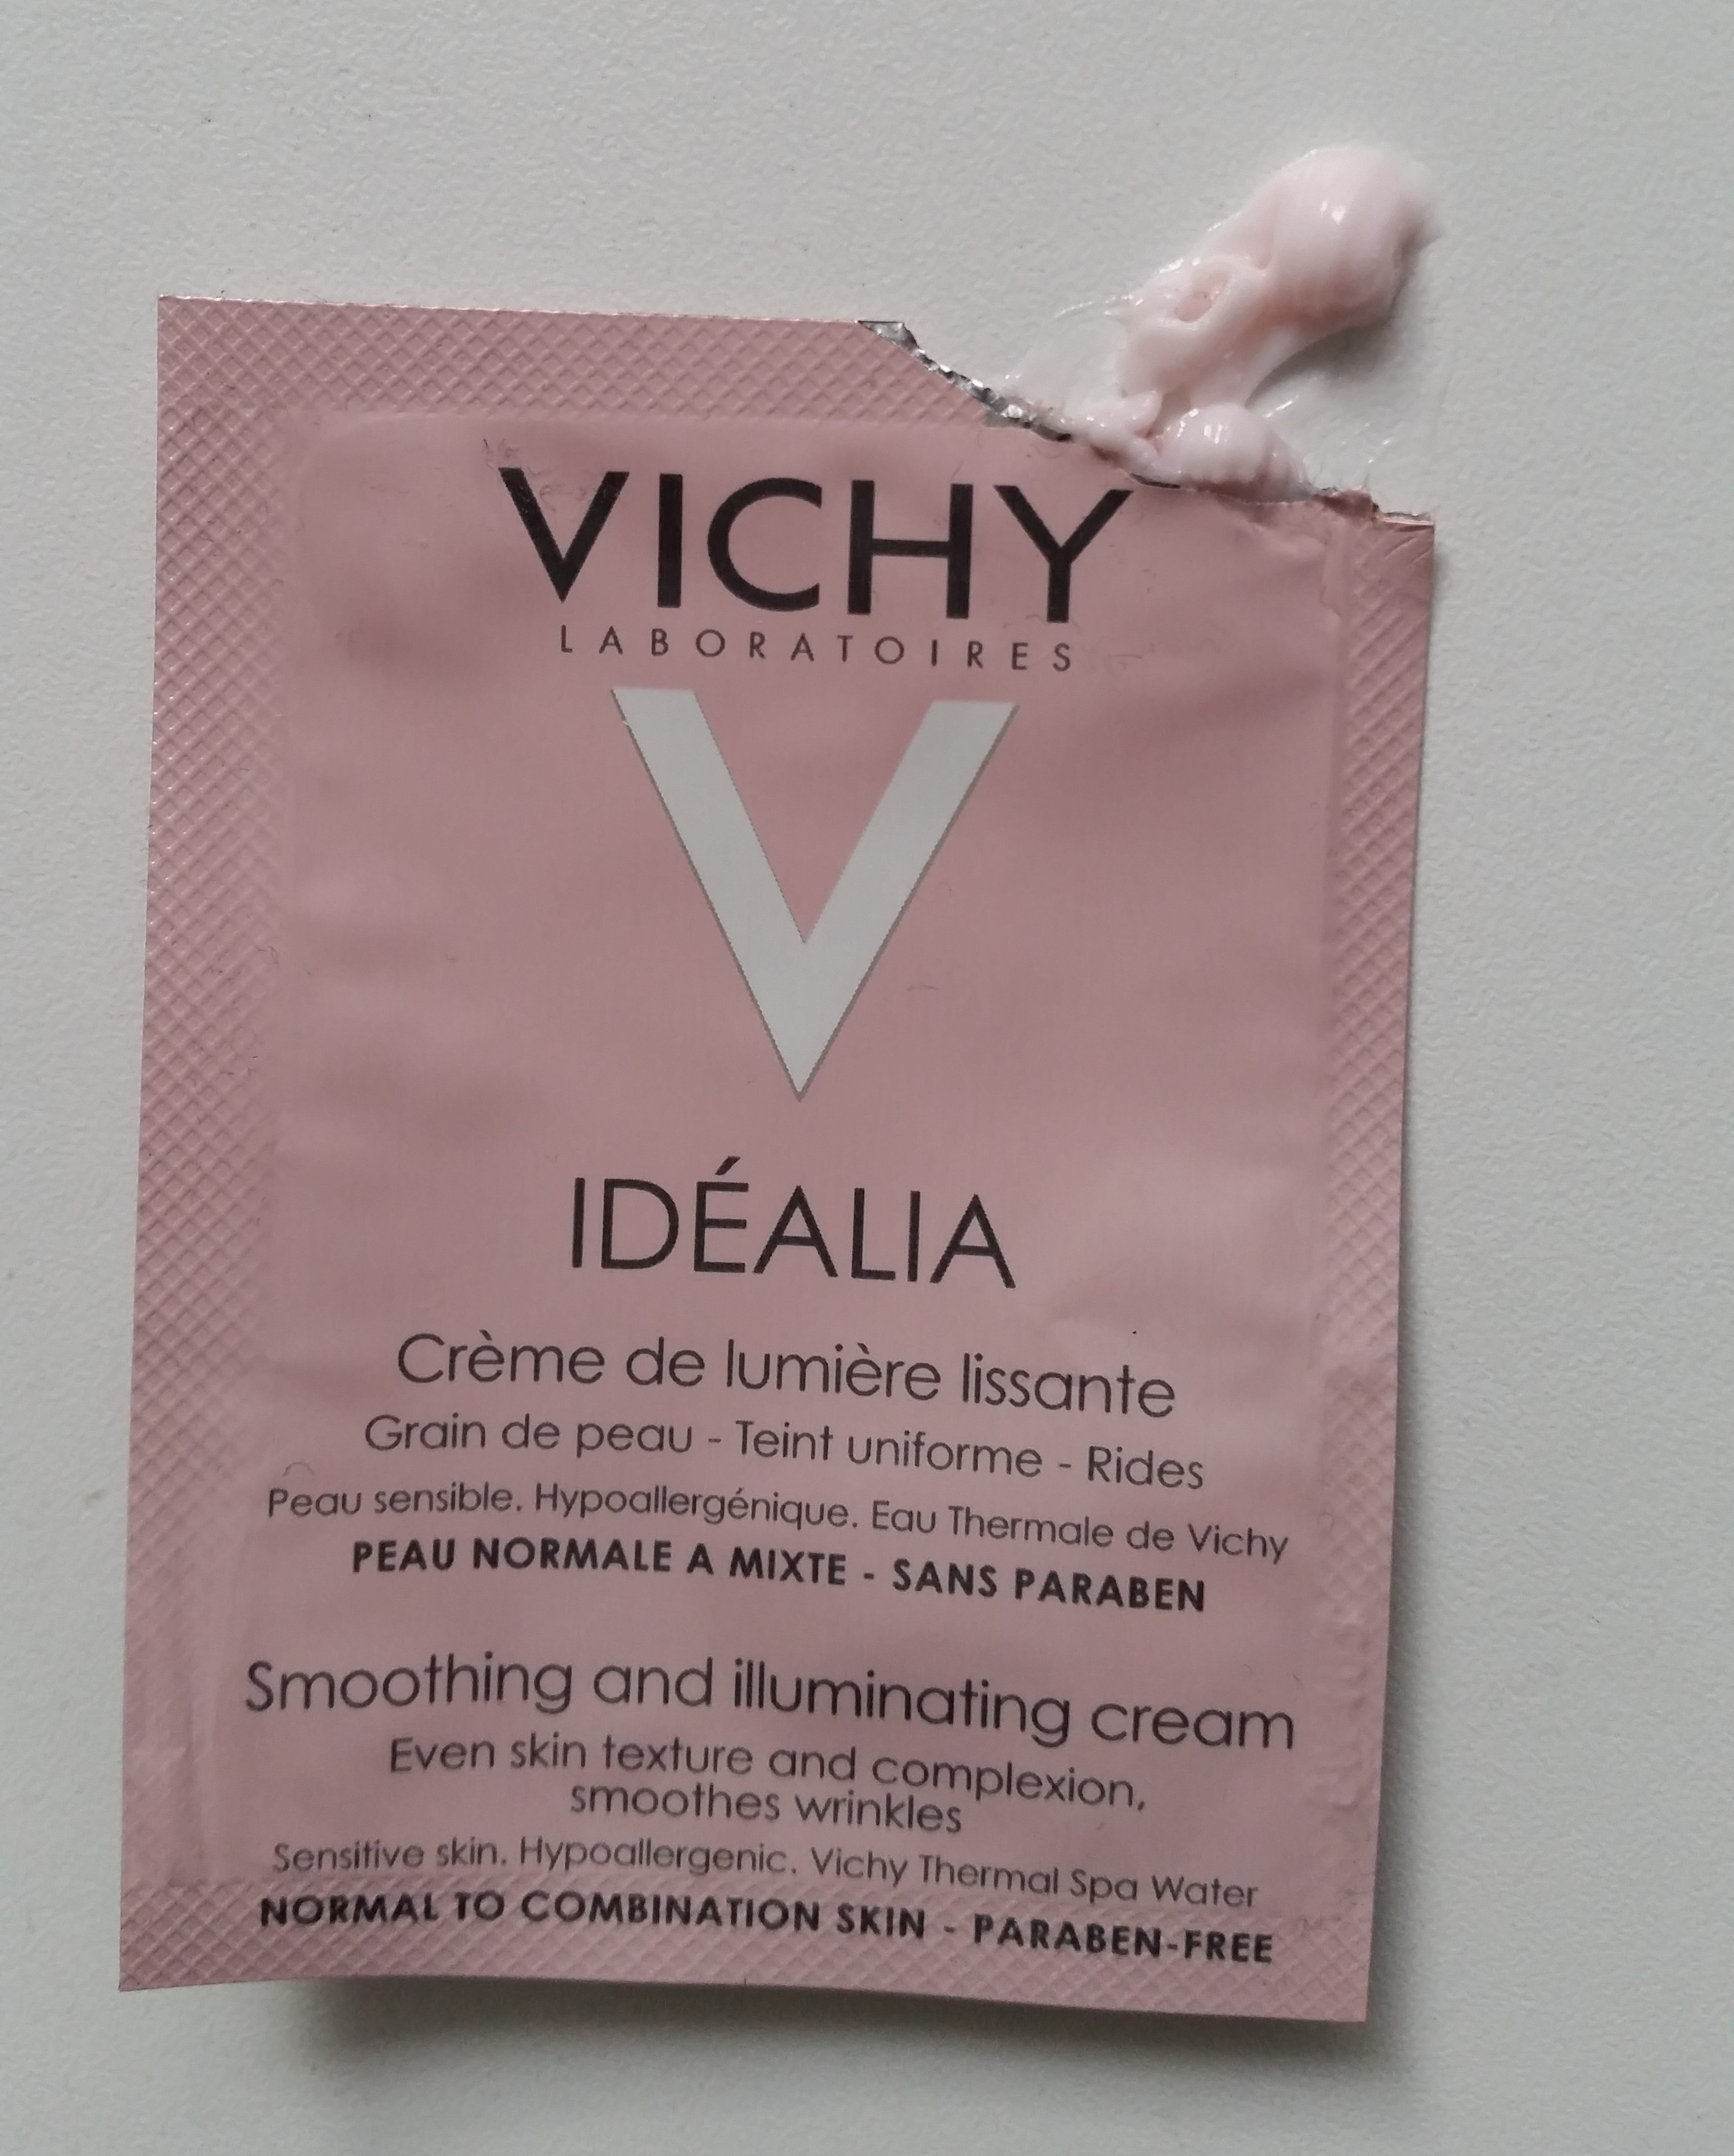 VICHY
LABORATOIRES
V
IDÉALIA
Crème de lumière lissante
Grain de peau - Teint uniforme - Rides
Peau sensible. Hypoallergénique. Eau Thermale de Vichy
PEAU NORMALE A MIXTE - SANS PARABEN
Smoothing and illuminating cream
Even skin texture and complexion,
smoothes wrinkles
Sensitive skin. Hypoallergenic. Vichy Thermal Spa Water
NORMAL TO COMBINATION SKIN - PARABEN-FREE